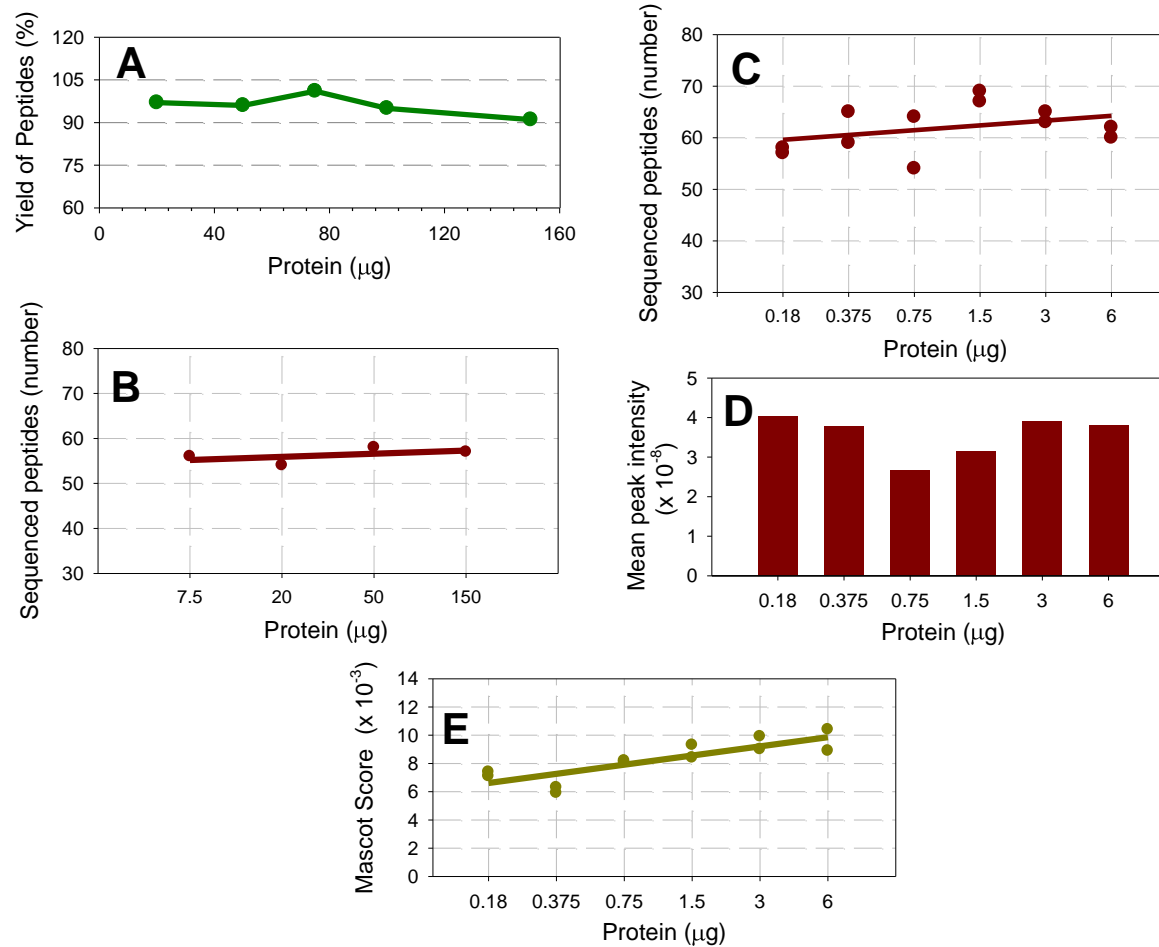 A
Yield of Peptides (%)
120
105
90
75
60
0 40 80 120 160
Protein (μg)
B
Sequenced peptides (number)
80
70
60
50
40
30
7.5 20 50 150
Protein (μg)
C
Sequenced peptides (number)
80
70
60
50
40
30
0.18 0.375 0.75 1.5 3 6
Protein (μg)
D
Mean peak intensity
(x 10⁻⁸)
5
4
3
2
1
0
0.18 0.375 0.75 1.5 3 6
Protein (μg)
E
Mascot Score (x 10⁻³)
14
12
10
8
6
4
2
0
0.18 0.375 0.75 1.5 3 6
Protein (μg)